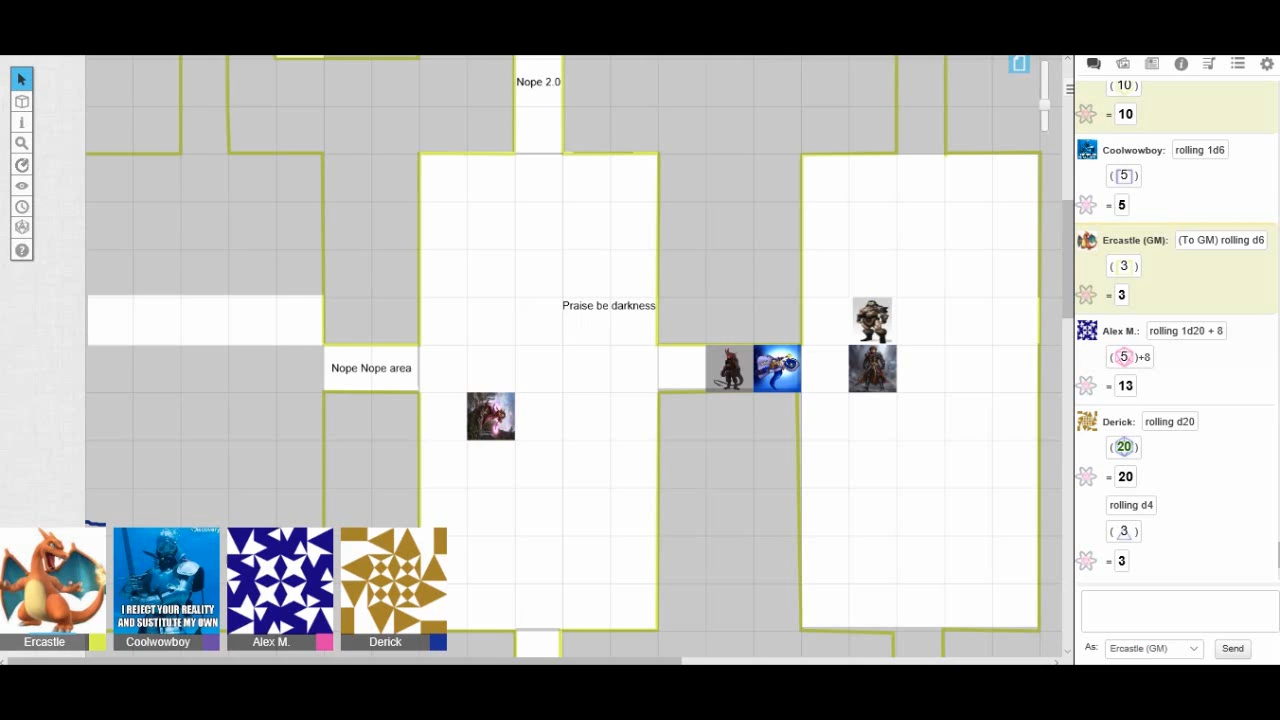 Nope 2.0
Praise be darkness
Nope Nope area
I REJECT YOUR REALITY
AND SUSTITUTE MY OWN
Ercastle
Coolwowboy
Alex M.
Derick
(10)
= 10
Coolwowboy: rolling 1d6
(5)
= 5
Ercastle (GM): (To GM) rolling d6
(3)
= 3
Alex M.: rolling 1d20 + 8
(5)+8
= 13
Derick: rolling d20
(20)
= 20
rolling d4
(3)
= 3
As: Ercastle (GM) Send